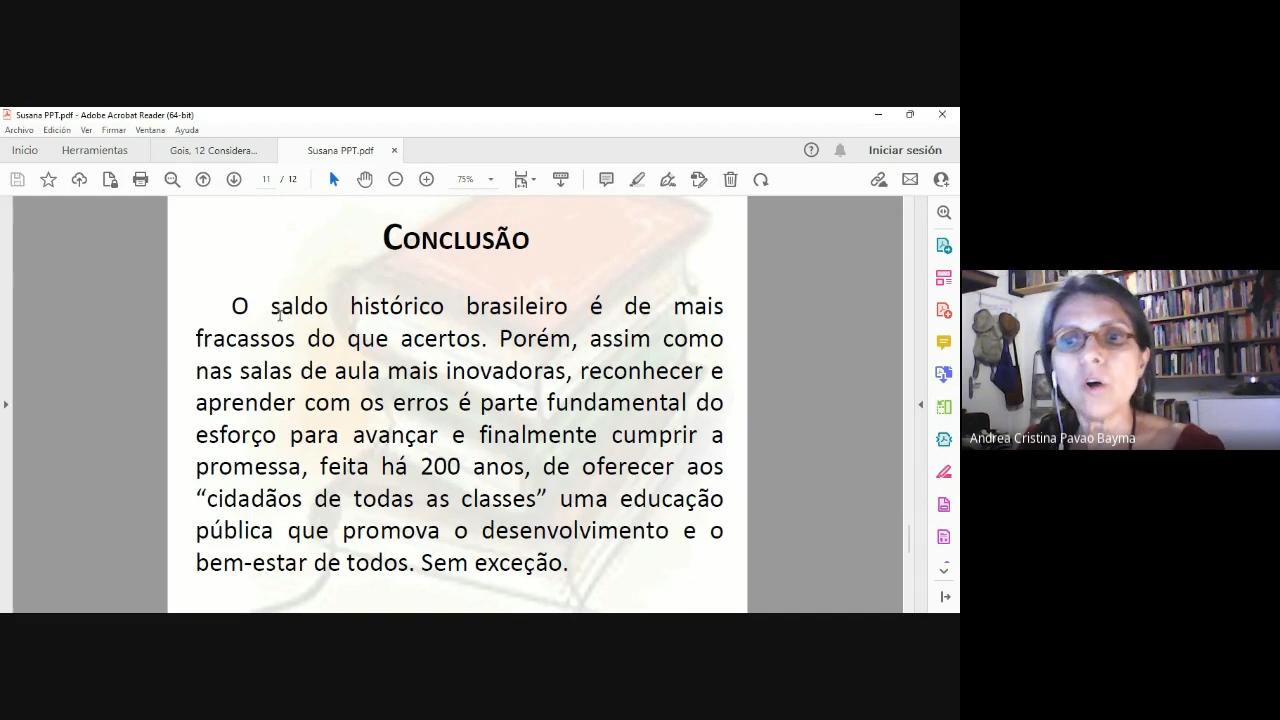 Susana PPT.pdf - Adobe Acrobat Reader (64-bit)
Archivo Edición Ver Firmar Ventana Ayuda
Inicio Herramientas Gois, 12 Considera... Susana PPT.pdf × Iniciar sesión
11 / 12 75%
CONCLUSÃO
O saldo histórico brasileiro é de mais
fracassos do que acertos. Porém, assim como
nas salas de aula mais inovadoras, reconhecer e
aprender com os erros é parte fundamental do
esforço para avançar e finalmente cumprir a
promessa, feita há 200 anos, de oferecer aos
“cidadãos de todas as classes” uma educação
pública que promova o desenvolvimento e o
bem-estar de todos. Sem exceção.
Andrea Cristina Pavao Bayma